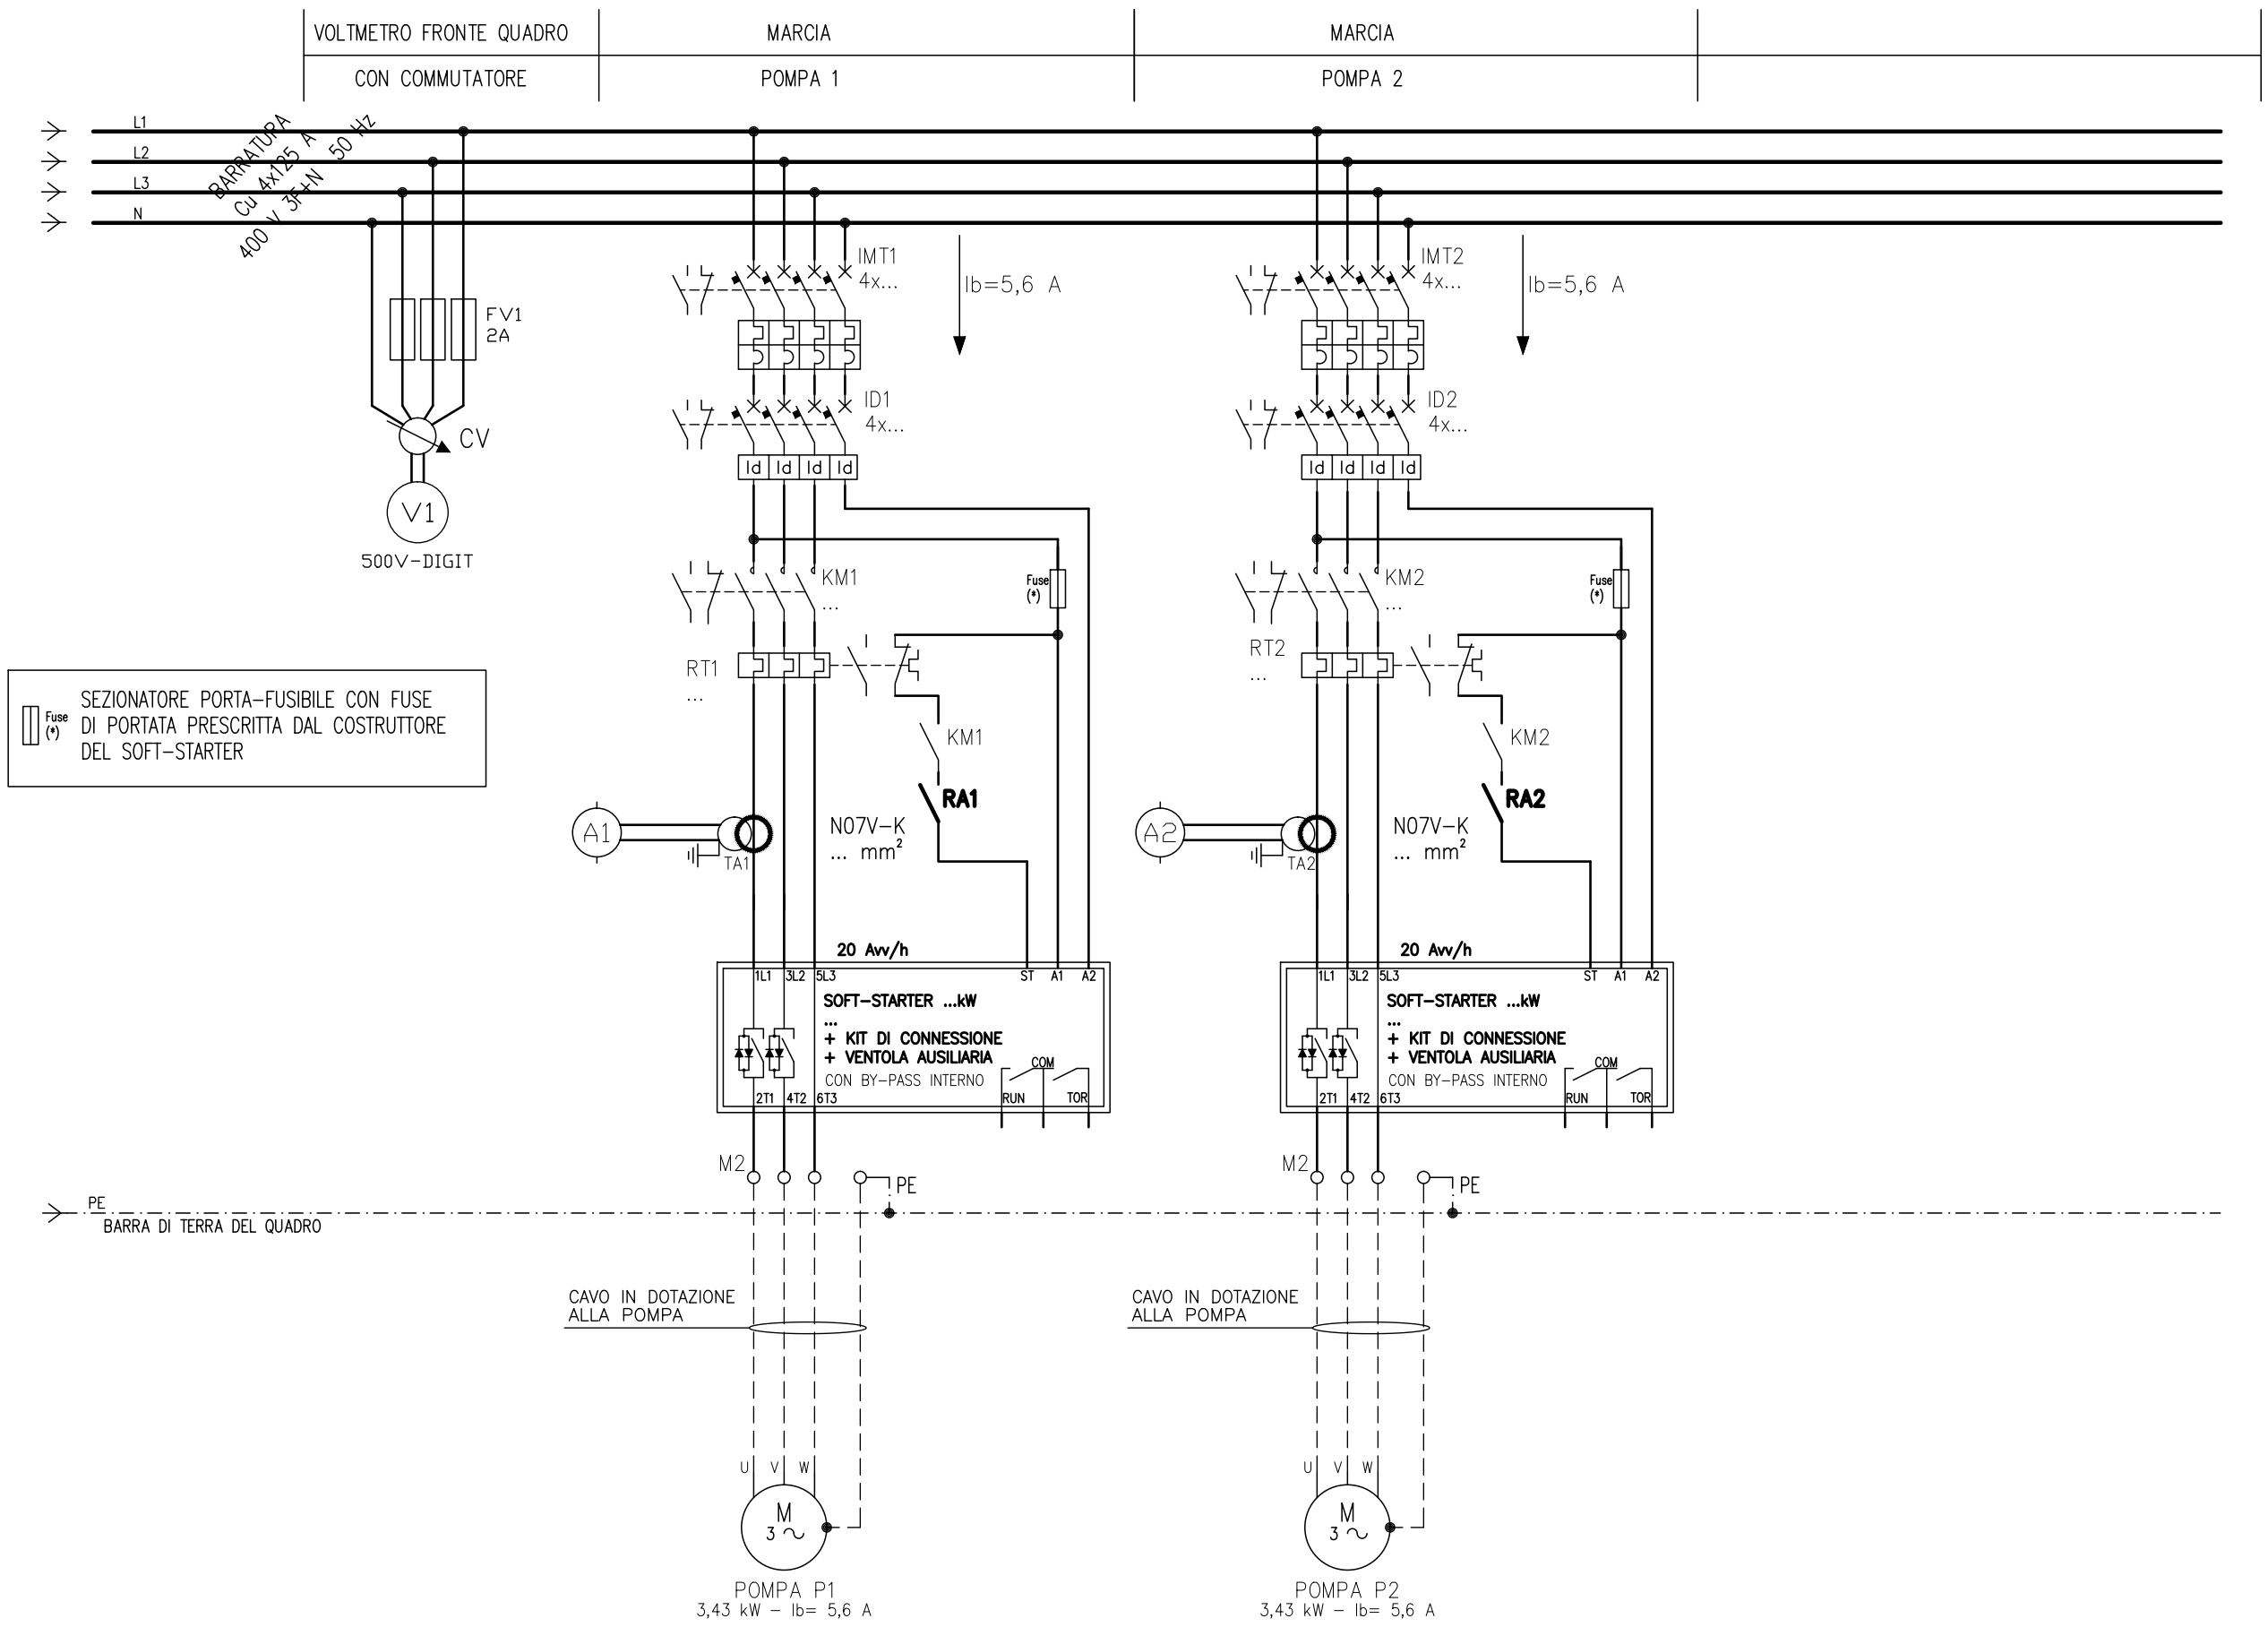 VOLTMETRO FRONTE QUADRO
CON COMMUTATORE
MARCIA
POMPA 1
MARCIA
POMPA 2
L1
L2
L3
N
BARRATURA
Cu 4x125 A
400 V 3F+N 50 Hz
FV1
2A
CV
V1
500V-DIGIT
Fuse
(*)
SEZIONATORE PORTA-FUSIBILE CON FUSE
DI PORTATA PRESCRITTA DAL COSTRUTTORE
DEL SOFT-STARTER
IMT1
4x...
Ib=5,6 A
ID1
4x...
Id Id Id Id
KM1
...
Fuse
(*)
RT1
...
KM1
RA1
A1
TA1
N07V-K
... mm²
20 Avv/h
1L1 3L2 5L3 ST A1 A2
SOFT-STARTER ...kW
...
+ KIT DI CONNESSIONE
+ VENTOLA AUSILIARIA
CON BY-PASS INTERNO
COM
2T1 4T2 6T3 RUN TOR
M2
PE
IMT2
4x...
Ib=5,6 A
ID2
4x...
Id Id Id Id
KM2
...
Fuse
(*)
RT2
...
KM2
RA2
A2
TA2
N07V-K
... mm²
20 Avv/h
1L1 3L2 5L3 ST A1 A2
SOFT-STARTER ...kW
...
+ KIT DI CONNESSIONE
+ VENTOLA AUSILIARIA
CON BY-PASS INTERNO
COM
2T1 4T2 6T3 RUN TOR
M2
PE
PE
BARRA DI TERRA DEL QUADRO
CAVO IN DOTAZIONE
ALLA POMPA
U V W
M
3
POMPA P1
3,43 kW - Ib= 5,6 A
CAVO IN DOTAZIONE
ALLA POMPA
U V W
M
3
POMPA P2
3,43 kW - Ib= 5,6 A